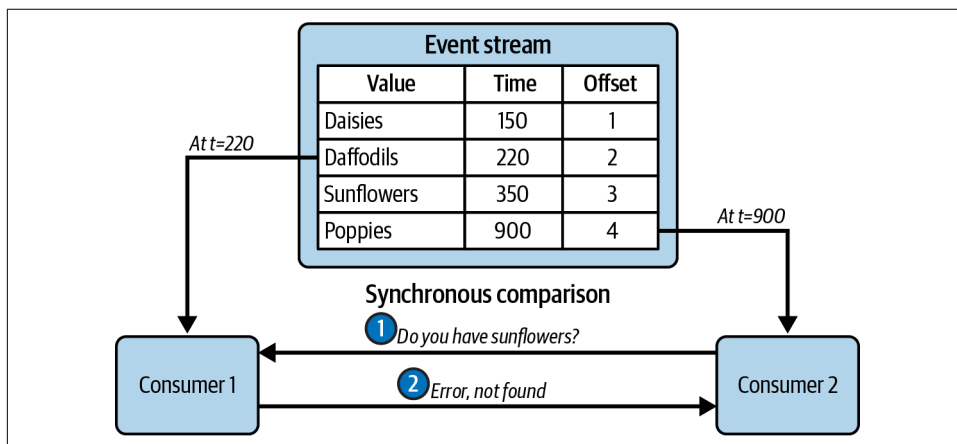 Event stream
Value Time Offset
Daisies 150 1
At t=220
Daffodils 220 2
Sunflowers 350 3
At t=900
Poppies 900 4
Synchronous comparison
1 Do you have sunflowers?
Consumer 1
Consumer 2
2 Error, not found